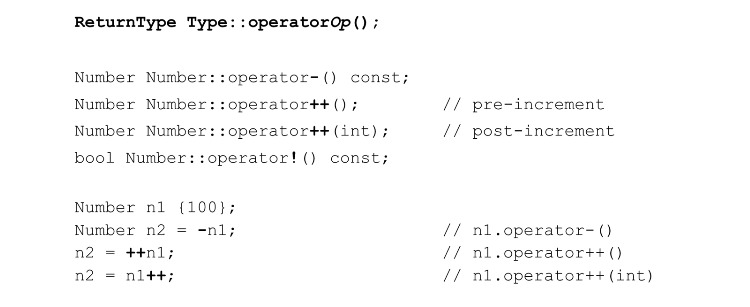 ReturnType Type::operatorOp();
Number Number::operator-() const;
Number Number::operator++(); // pre-increment
Number Number::operator++(int); // post-increment
bool Number::operator!() const;
Number n1 {100};
Number n2 = -n1; // n1.operator-()
n2 = ++n1; // n1.operator++()
n2 = n1++; // n1.operator++(int)